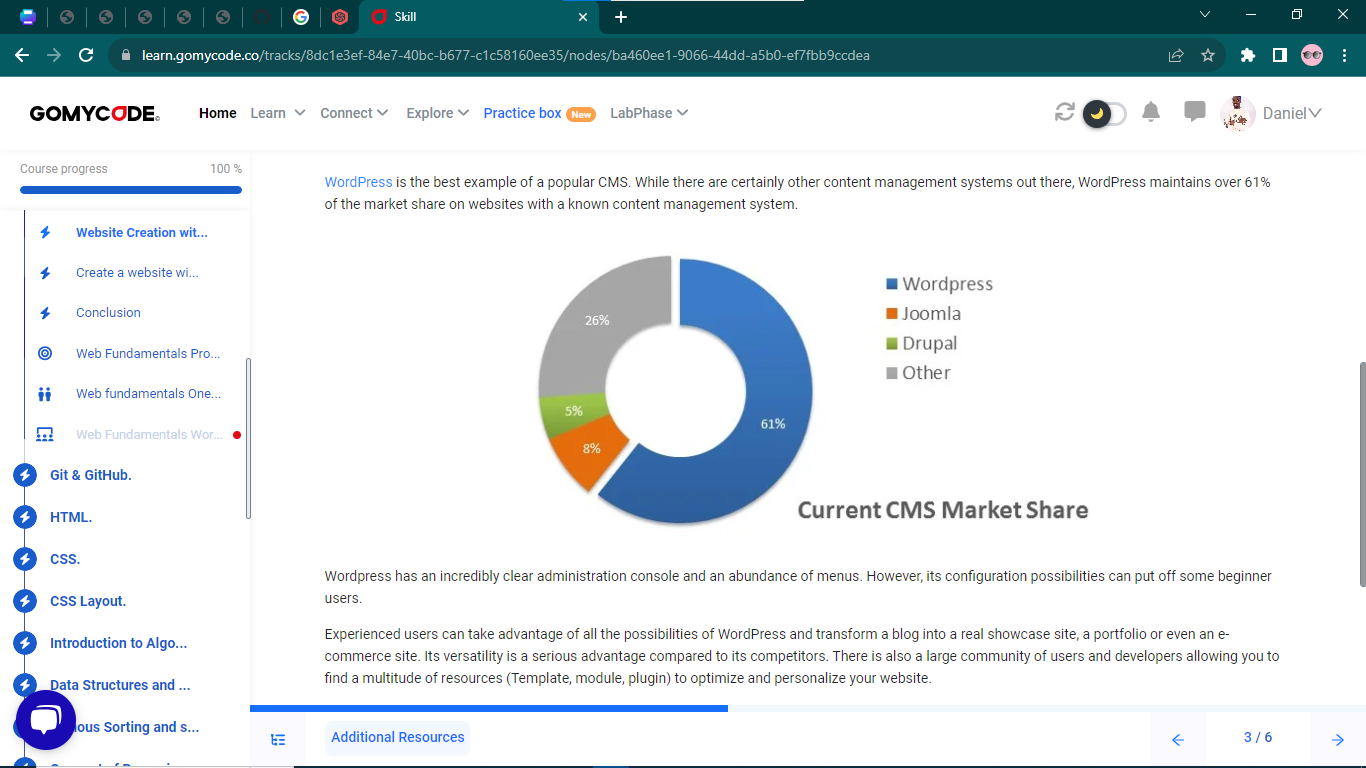 Skill
learn.gomycode.co/tracks/8dc1e3ef-84e7-40bc-b677-c1c58160ee35/nodes/ba460ee1-9066-44dd-a5b0-ef7fbb9ccdea
GOMYCODE
Home Learn Connect Explore Practice box New LabPhase Daniel
Course progress 100 %
Website Creation wit...
Create a website wi...
Conclusion
Web Fundamentals Pro...
Web fundamentals One...
Web Fundamentals Wor...
Git & GitHub.
HTML.
CSS.
CSS Layout.
Introduction to Algo...
Data Structures and ...
ious Sorting and s...
WordPress is the best example of a popular CMS. While there are certainly other content management systems out there, WordPress maintains over 61%
of the market share on websites with a known content management system.
26%
5%
8%
61%
Wordpress
Joomla
Drupal
Other
Current CMS Market Share
Wordpress has an incredibly clear administration console and an abundance of menus. However, its configuration possibilities can put off some beginner
users.
Experienced users can take advantage of all the possibilities of WordPress and transform a blog into a real showcase site, a portfolio or even an e-
commerce site. Its versatility is a serious advantage compared to its competitors. There is also a large community of users and developers allowing you to
find a multitude of resources (Template, module, plugin) to optimize and personalize your website.
Additional Resources
3 / 6